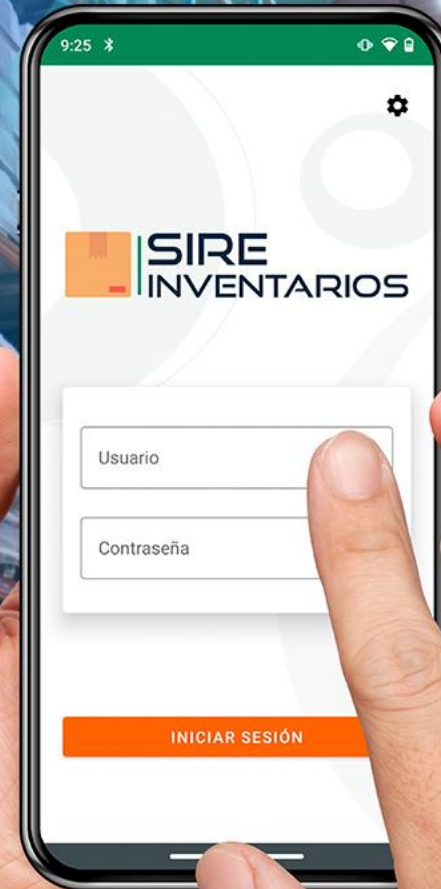 9:25
SIRE
INVENTARIOS
Usuario
Contraseña
INICIAR SESIÓN